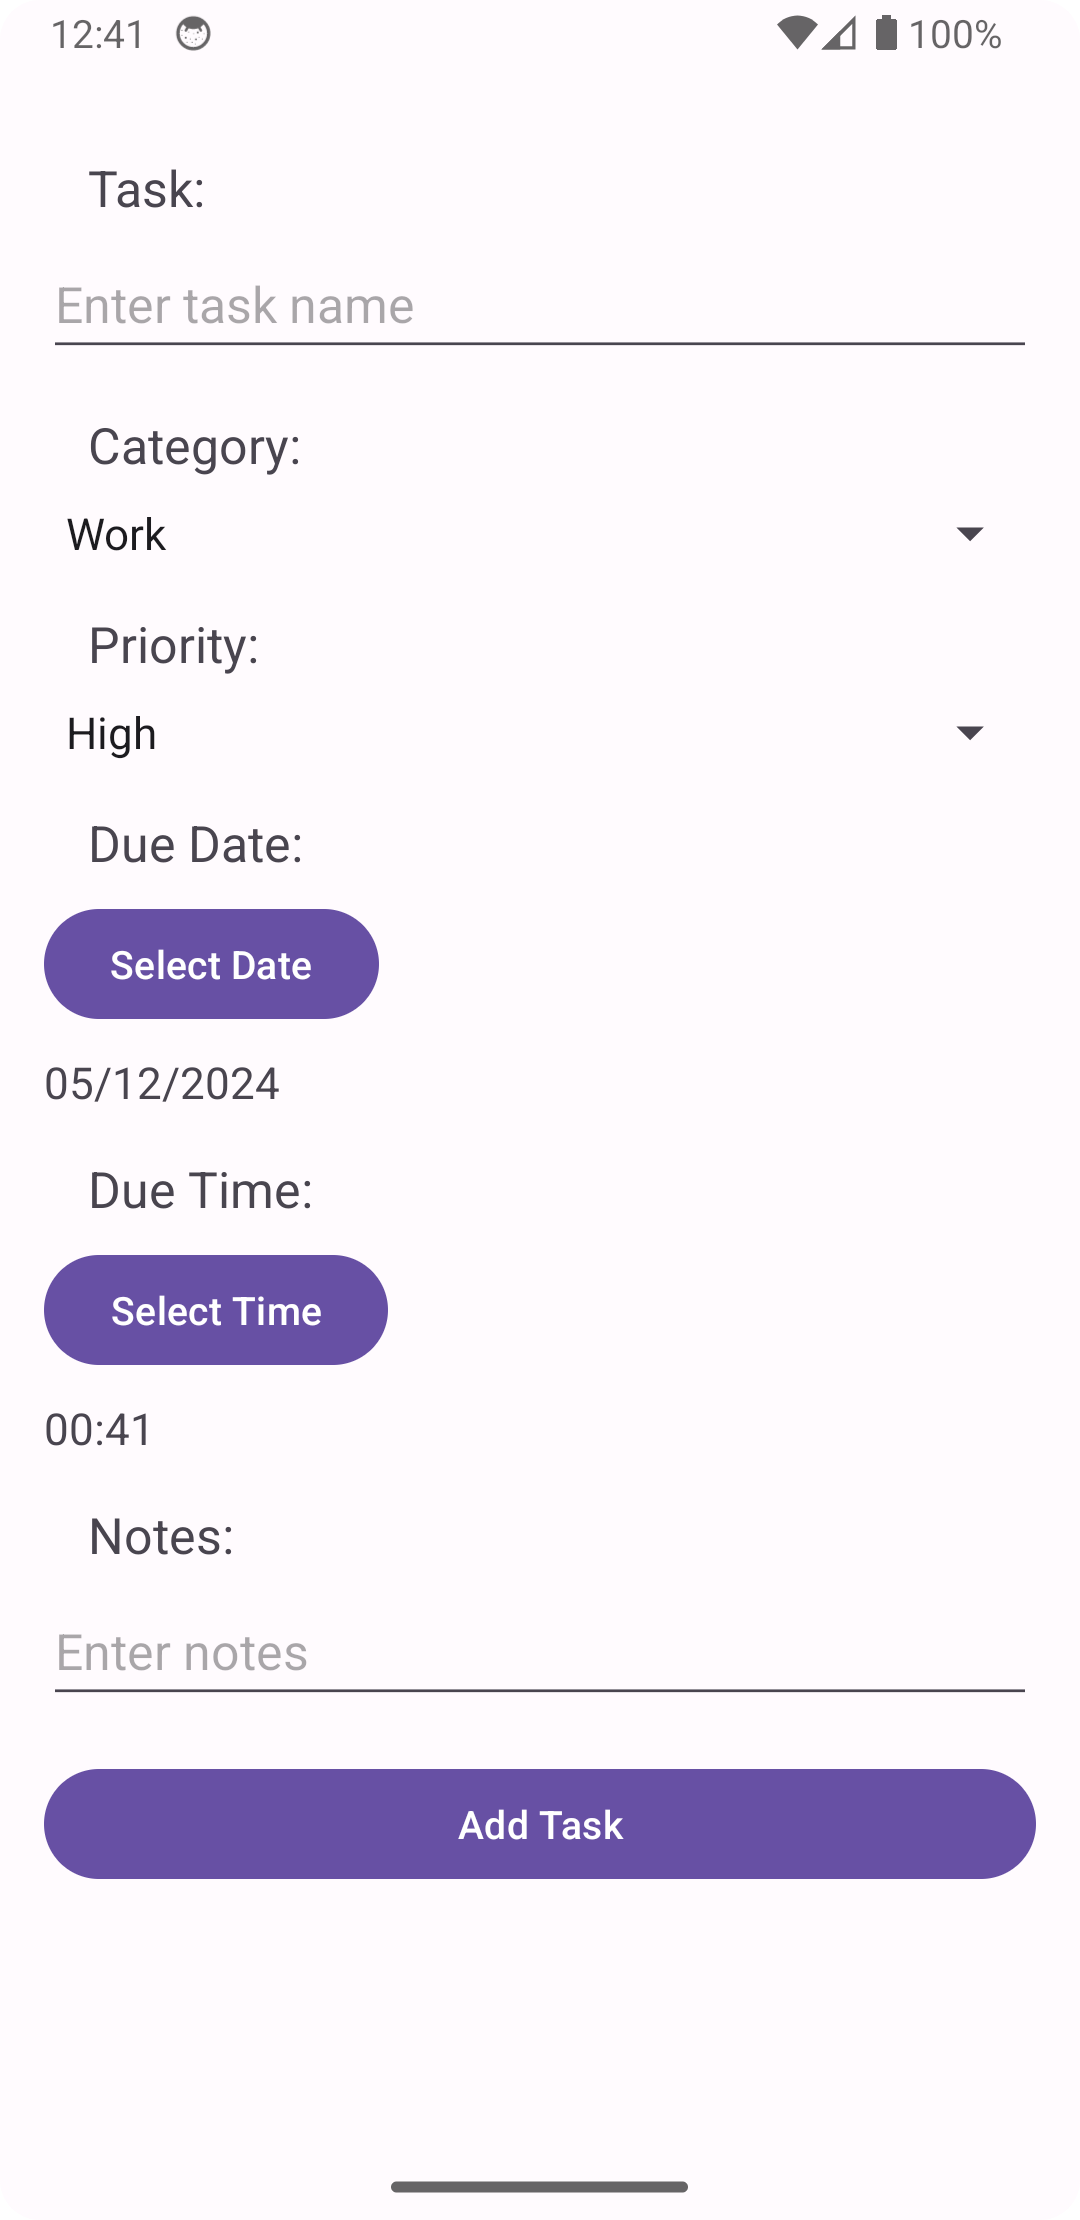 12:41 100%
Task:
Enter task name
Category:
Work
Priority:
High
Due Date:
Select Date
05/12/2024
Due Time:
Select Time
00:41
Notes:
Enter notes
Add Task